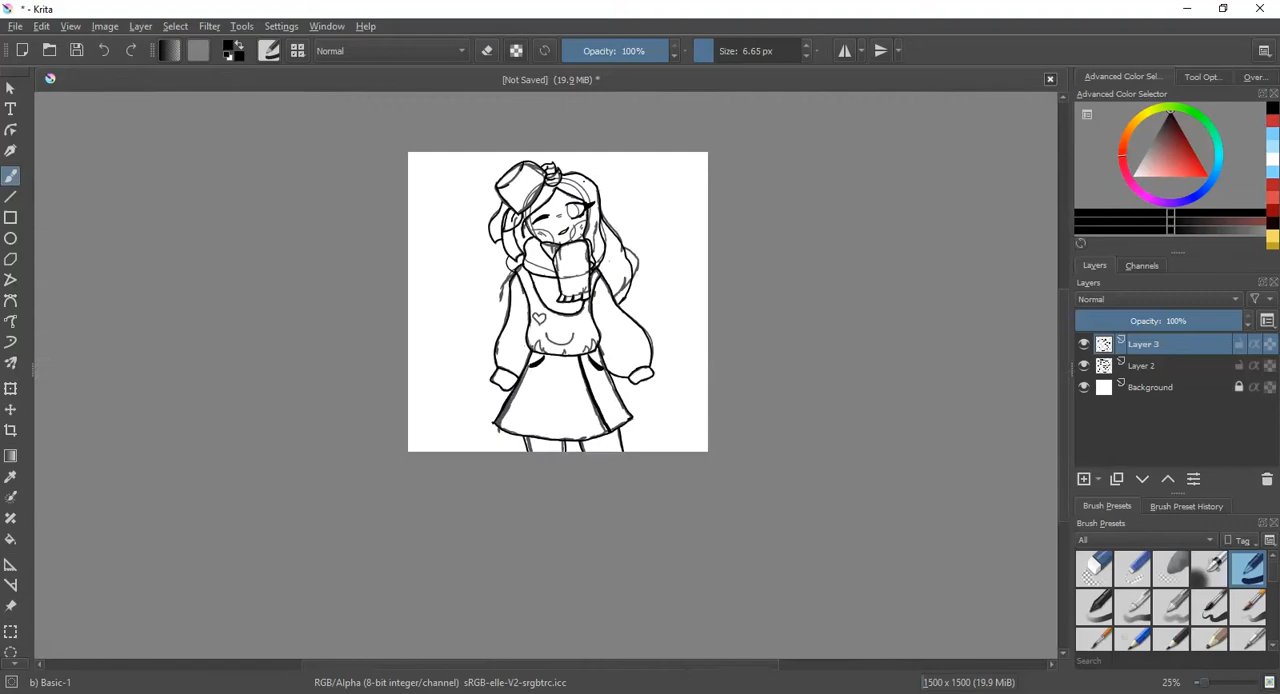 * - Krita
File Edit View Image Layer Select Filter Tools Settings Window Help
Normal Opacity: 100% Size: 6.65 px
[Not Saved] (19.9 MiB) *
Advanced Color Sel... Tool Opt... Over...
Advanced Color Selector
Layers Channels
Layers
Normal
Opacity: 100%
Layer 3
Layer 2
Background
Brush Presets Brush Preset History
Brush Presets
All Tag
Search
b) Basic-1 RGB/Alpha (8-bit integer/channel) sRGB-elle-V2-srgbtrc.icc 1500 x 1500 (19.9 MiB) 25%